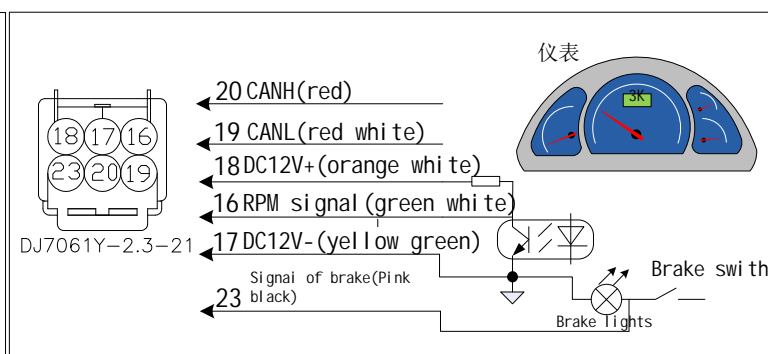 仪表
3K
20 CANH(red)
19 CANL(red white)
18 DC12V+(orange white)
16 RPM signal(green white)
17 DC12V-(yellow green)
Signal of brake(Pink
black)
23
18 17 16
23 20 19
DJ7061Y-2.3-21
Brake swith
Brake lights